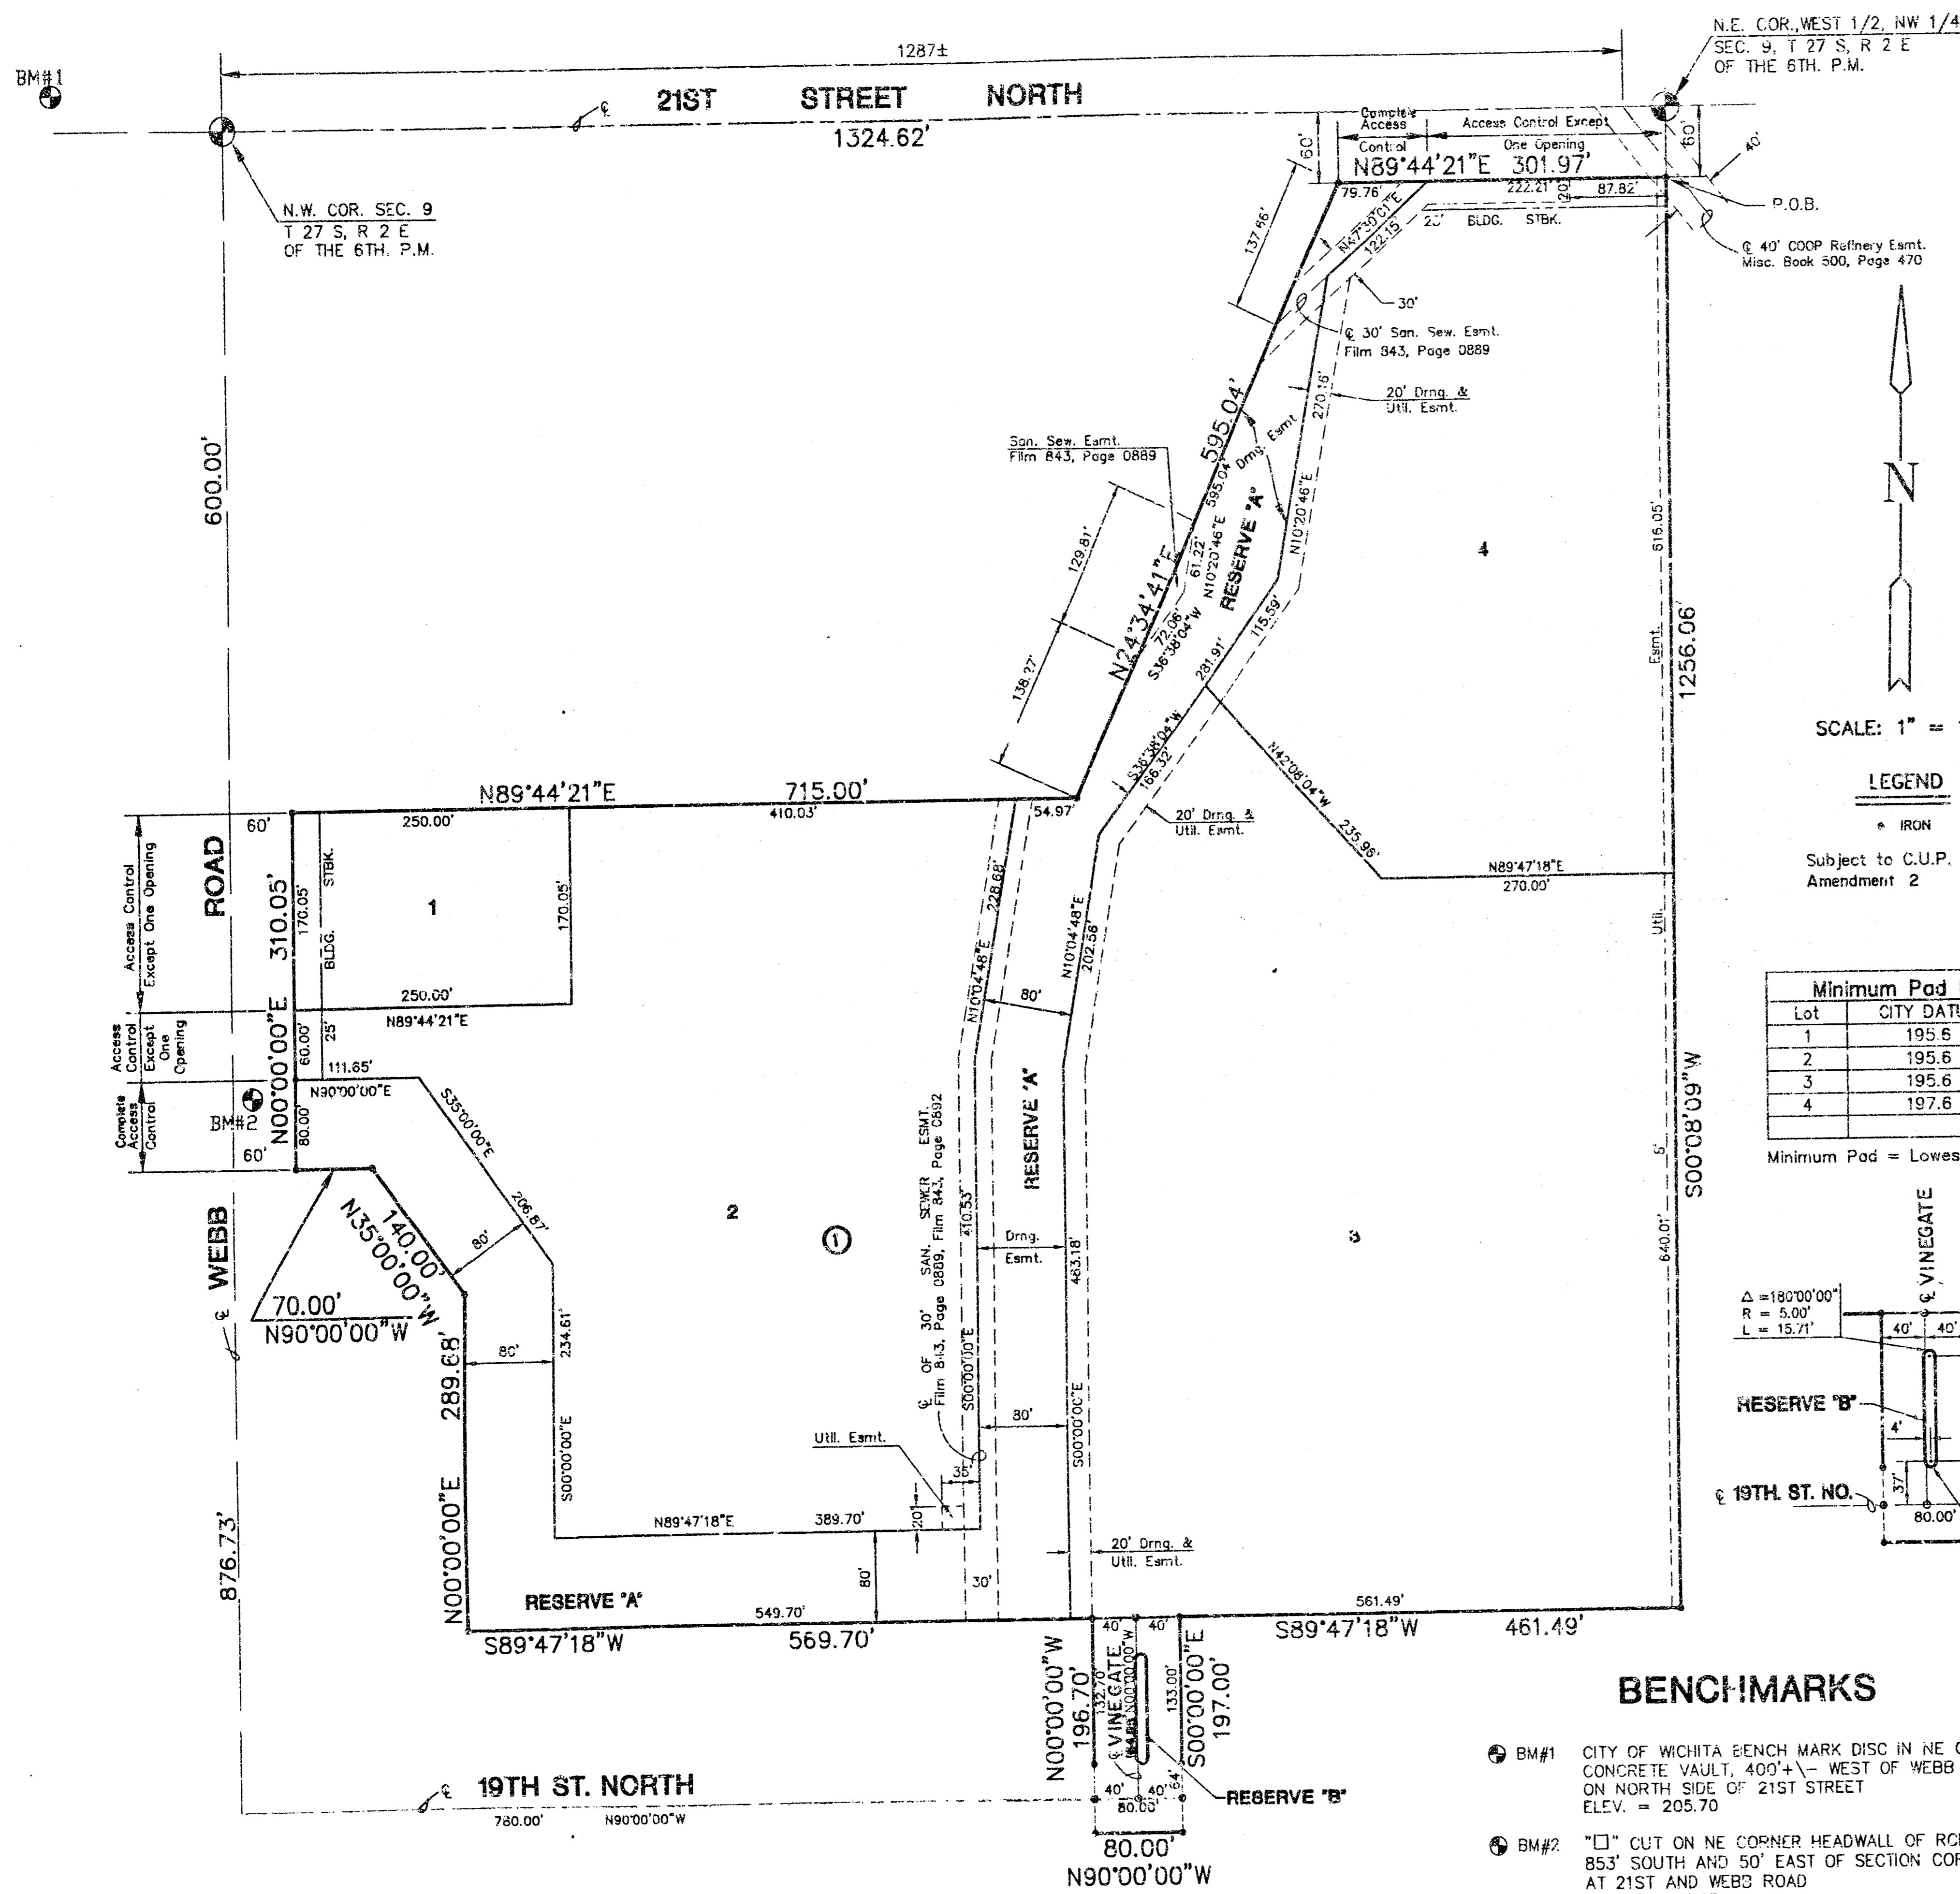 1287±
N.E. COR., WEST 1/2, NW 1/4
SEC. 9, T 27 S, R 2 E
OF THE 6TH. P.M.
BM#1
21ST STREET NORTH
1324.62'
N.W. COR. SEC. 9
T 27 S, R 2 E
OF THE 6TH. P.M.
60'
Complete
Access
Control
Access Control Except
One Opening
60'
40'
N89°44'21"E 301.97'
79.76'
222.21'
20'
87.82'
P.O.B.
BLDG. STBK.
N47°30'01"E
122.15'
137.66'
℄ 40' COOP Refinery Esmt.
Misc. Book 500, Page 470
30'
℄ 30' San. Sew. Esmt.
Film 843, Page 0889
20' Drng. &
Util. Esmt.
270.16'
N10°20'46"E
San. Sew. Esmt.
Film 843, Page 0889
595.04'
N24°34'41"E
595.04'
Drng. Esmt
RESERVE "A"
N10°20'46"E
61.22'
72.06'
S36°38'04"W
129.81'
138.27'
115.59'
281.91'
S36°38'04"W
166.32'
4
616.05'
Esmt.
1256.06'
N
SCALE: 1" =
LEGEND
IRON
Subject to C.U.P.
Amendment 2
600.00'
N89°44'21"E 715.00'
250.00'
410.03'
54.97'
20' Drng. &
Util. Esmt.
N42°08'04"W
235.96'
N89°47'18"E
270.00'
Util.
60'
ROAD
Access Control
Except One Opening
310.05'
170.05'
BLDG. STBK.
1
170.05'
250.00'
N89°44'21"E
Access
Control
Except
One
Opening
60.00'
25'
N00°00'00"E
111.65'
N90°00'00"E
Complete
Access
Control
80.00'
BM#2
60'
S35°00'00"E
206.87'
80'
140.00'
N35°00'00"W
70.00'
N90°00'00"W
WEBB
℄
228.68'
N10°04'48"E
80'
N10°04'48"E
202.58'
RESERVE "A"
2
1
3
℄ OF 30' SAN. SEWER ESMT.
Film 843, Page 0889, Film 843, Page 0892
410.53'
Drng.
Esmt.
463.18'
S00°00'00"E
80'
S00°00'00"E
Minimum Pad
Lot
1 195.6
2 195.6
3 195.6
4 197.6
Minimum Pad =
S00°08'09"W
5'
640.01'
289.68'
N00°00'00"E
80'
234.61'
S00°00'00"E
Util. Esmt.
20'
N89°47'18"E 389.70'
80'
30'
20' Drng. &
Util. Esmt.
RESERVE "A"
549.70'
S89°47'18"W 569.70'
561.49'
S89°47'18"W 461.49'
876.73'
40' 40'
N00°00'00"W
196.70'
132.70'
℄ VINEGATE
133.00'
S00°00'00"E
197.00'
64'
RESERVE "B"
℄ 19TH ST. NORTH
780.00' N90°00'00"W
40' 40'
80.00'
80.00'
N90°00'00"W
℄ VINEGATE
Δ =180°00'00"
R = 5.00'
L = 15.71'
40' 40'
RESERVE "B"
4'
37'
℄ 19TH. ST. NO.
80.00'
BENCHMARKS
BM#1 CITY OF WICHITA BENCH MARK DISC IN NE
CONCRETE VAULT, 400'+\- WEST OF WEBB
ON NORTH SIDE OF 21ST STREET
ELEV. = 205.70
BM#2 "□" CUT ON NE CORNER HEADWALL OF
853' SOUTH AND 50' EAST OF SECTION
AT 21ST AND WEBB ROAD